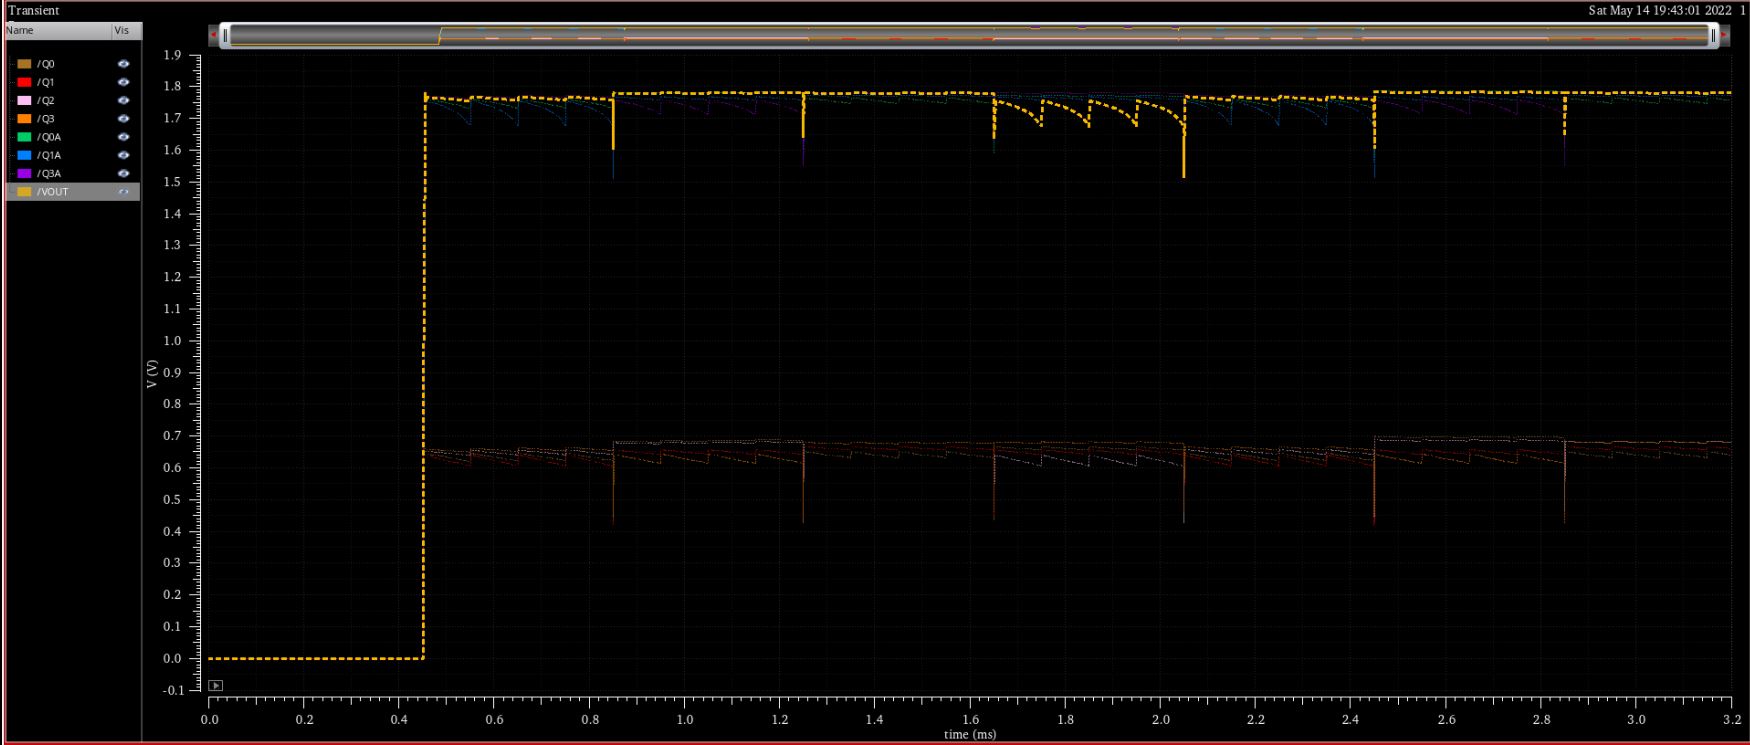 Transient
Sat May 14 19:43:01 2022 1
Name Vis
/Q0
/Q1
/Q2
/Q3
/Q0A
/Q1A
/Q3A
/VOUT
1.9
1.8
1.7
1.6
1.5
1.4
1.3
1.2
1.1
1.0
0.9
0.8
0.7
0.6
0.5
0.4
0.3
0.2
0.1
0.0
-0.1
V (V)
0.0 0.2 0.4 0.6 0.8 1.0 1.2 1.4 1.6 1.8 2.0 2.2 2.4 2.6 2.8 3.0 3.2
time (ms)